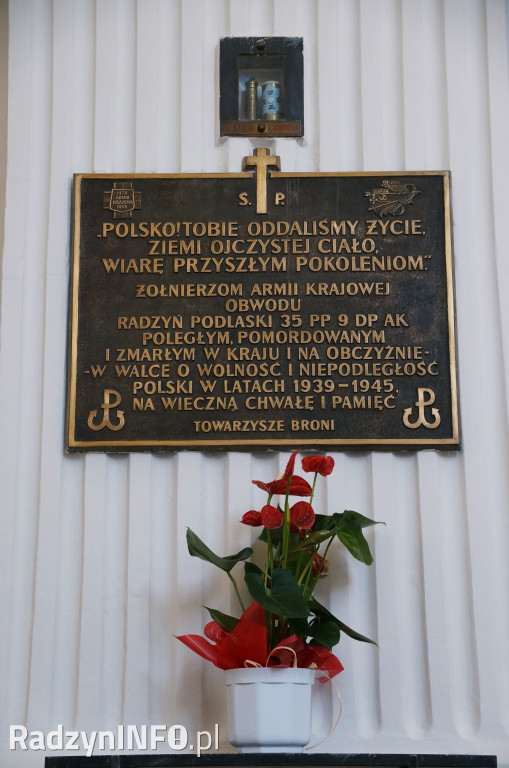 Ś. P.
„POLSKO! TOBIE ODDALIŚMY ŻYCIE,
ZIEMI OJCZYSTEJ CIAŁO,
WIARĘ PRZYSZŁYM POKOLENIOM."
ŻOŁNIERZOM ARMII KRAJOWEJ
OBWODU
RADZYŃ PODLASKI 35 PP 9 DP AK
POLEGŁYM, POMORDOWANYM
I ZMARŁYM W KRAJU I NA OBCZYŹNIE-
-W WALCE O WOLNOŚĆ I NIEPODLEGŁOŚĆ
POLSKI W LATACH 1939-1945,
NA WIECZNĄ CHWAŁĘ I PAMIĘĆ
TOWARZYSZE BRONI
RadzynINFO.pl